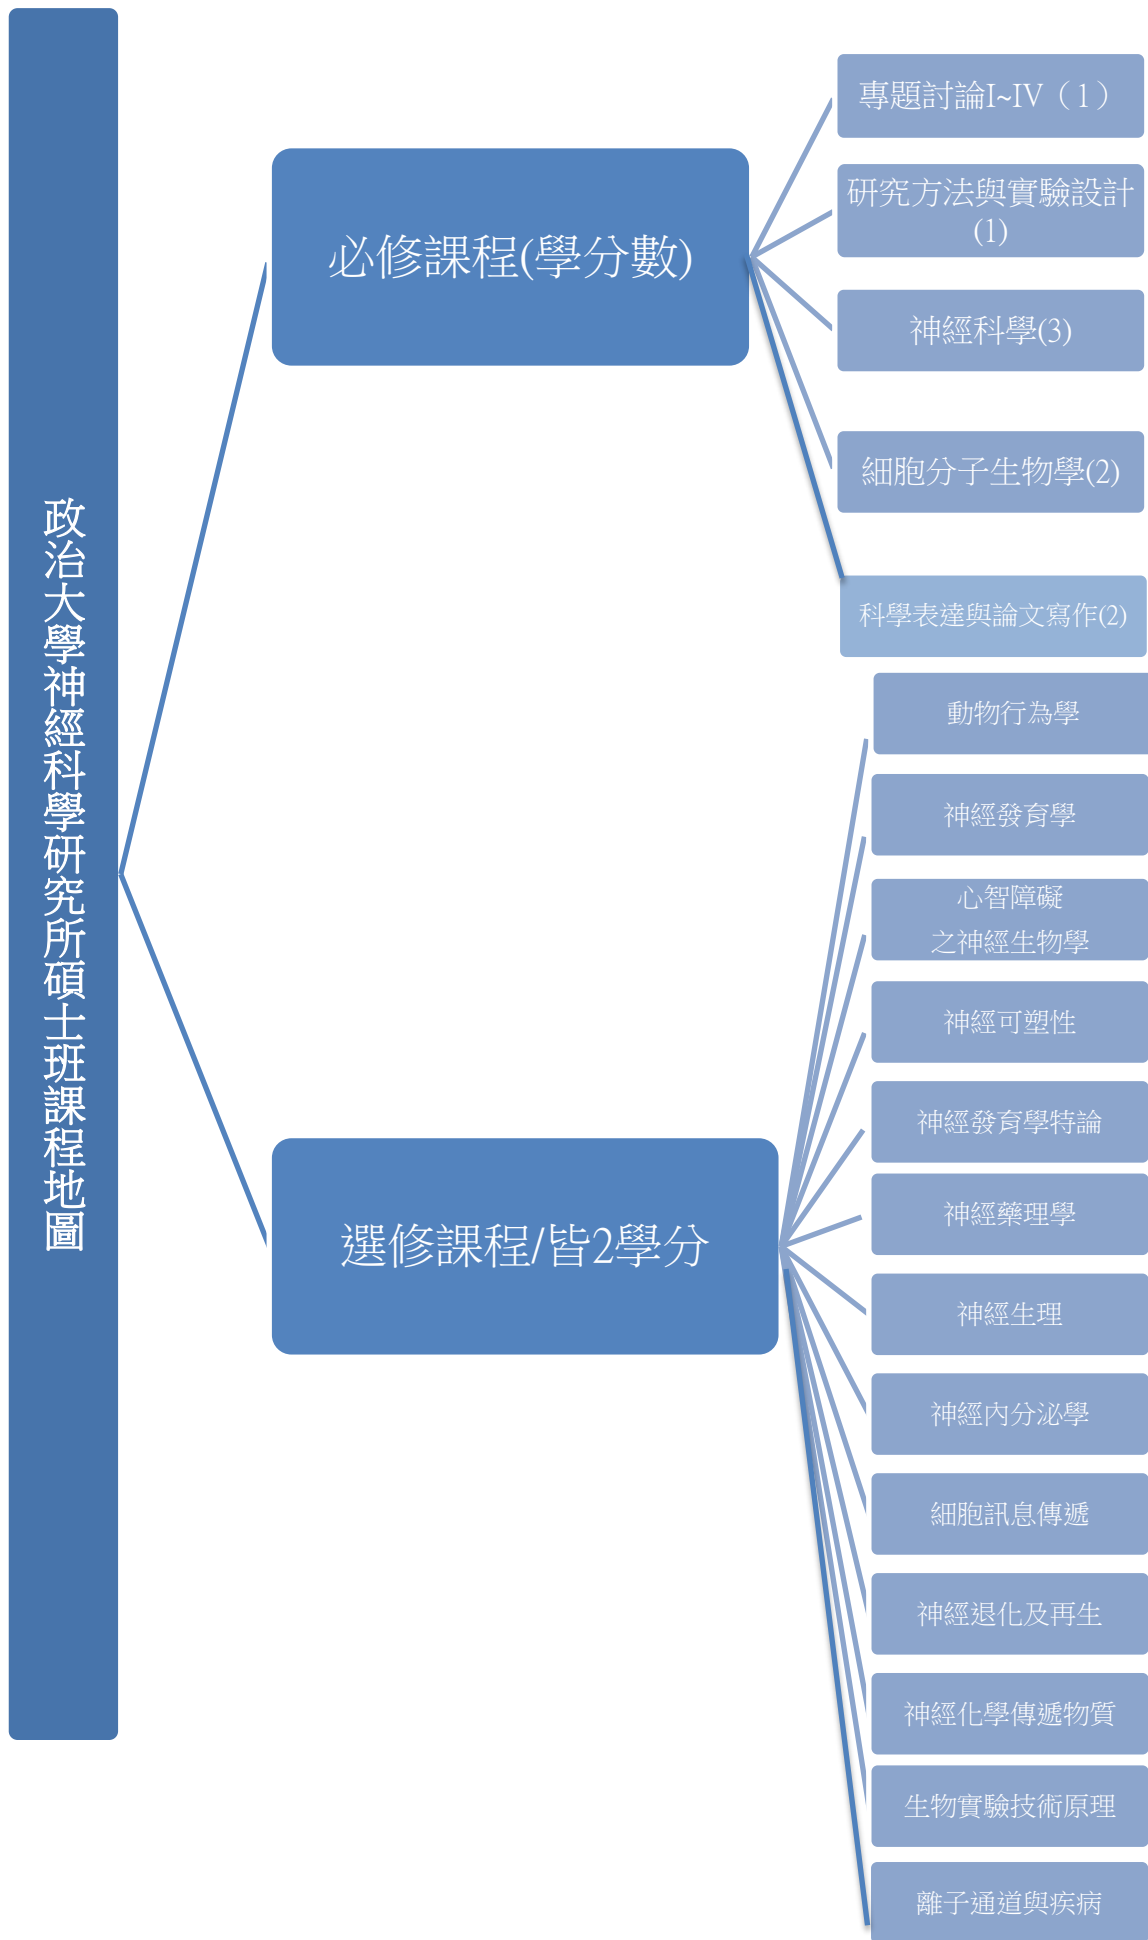 政治大學神經科學研究所碩士班課程地圖
必修課程(學分數)
專題討論I~IV（1）
研究方法與實驗設計
(1)
神經科學(3)
細胞分子生物學(2)
科學表達與論文寫作(2)
選修課程/皆2學分
動物行為學
神經發育學
心智障礙
之神經生物學
神經可塑性
神經發育學特論
神經藥理學
神經生理
神經內分泌學
細胞訊息傳遞
神經退化及再生
神經化學傳遞物質
生物實驗技術原理
離子通道與疾病